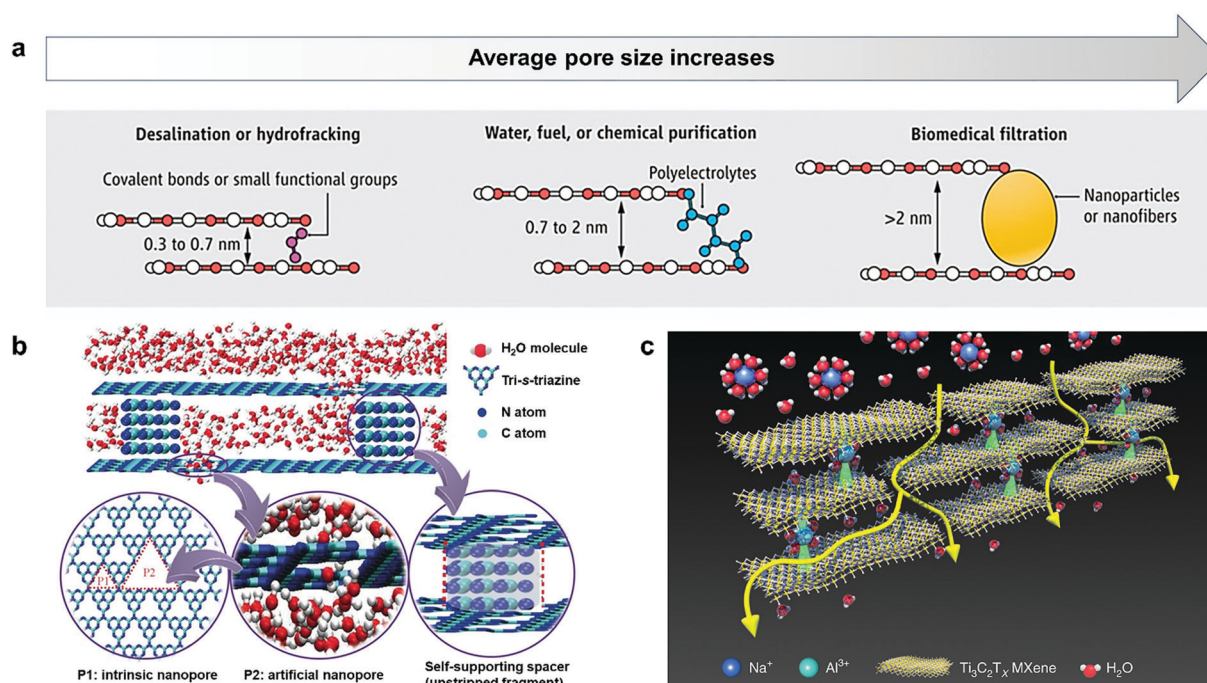 a
Average pore size increases
Desalination or hydrofracking
Covalent bonds or small functional groups
0.3 to 0.7 nm
Water, fuel, or chemical purification
Polyelectrolytes
0.7 to 2 nm
Biomedical filtration
>2 nm
Nanoparticles
or nanofibers
b
H₂O molecule
Tri-s-triazine
N atom
C atom
P1
P2
P1: intrinsic nanopore
P2: artificial nanopore
Self-supporting spacer
(unstripped fragment)
c
Na⁺
Al³⁺
Ti₃C₂Tₓ MXene
H₂O